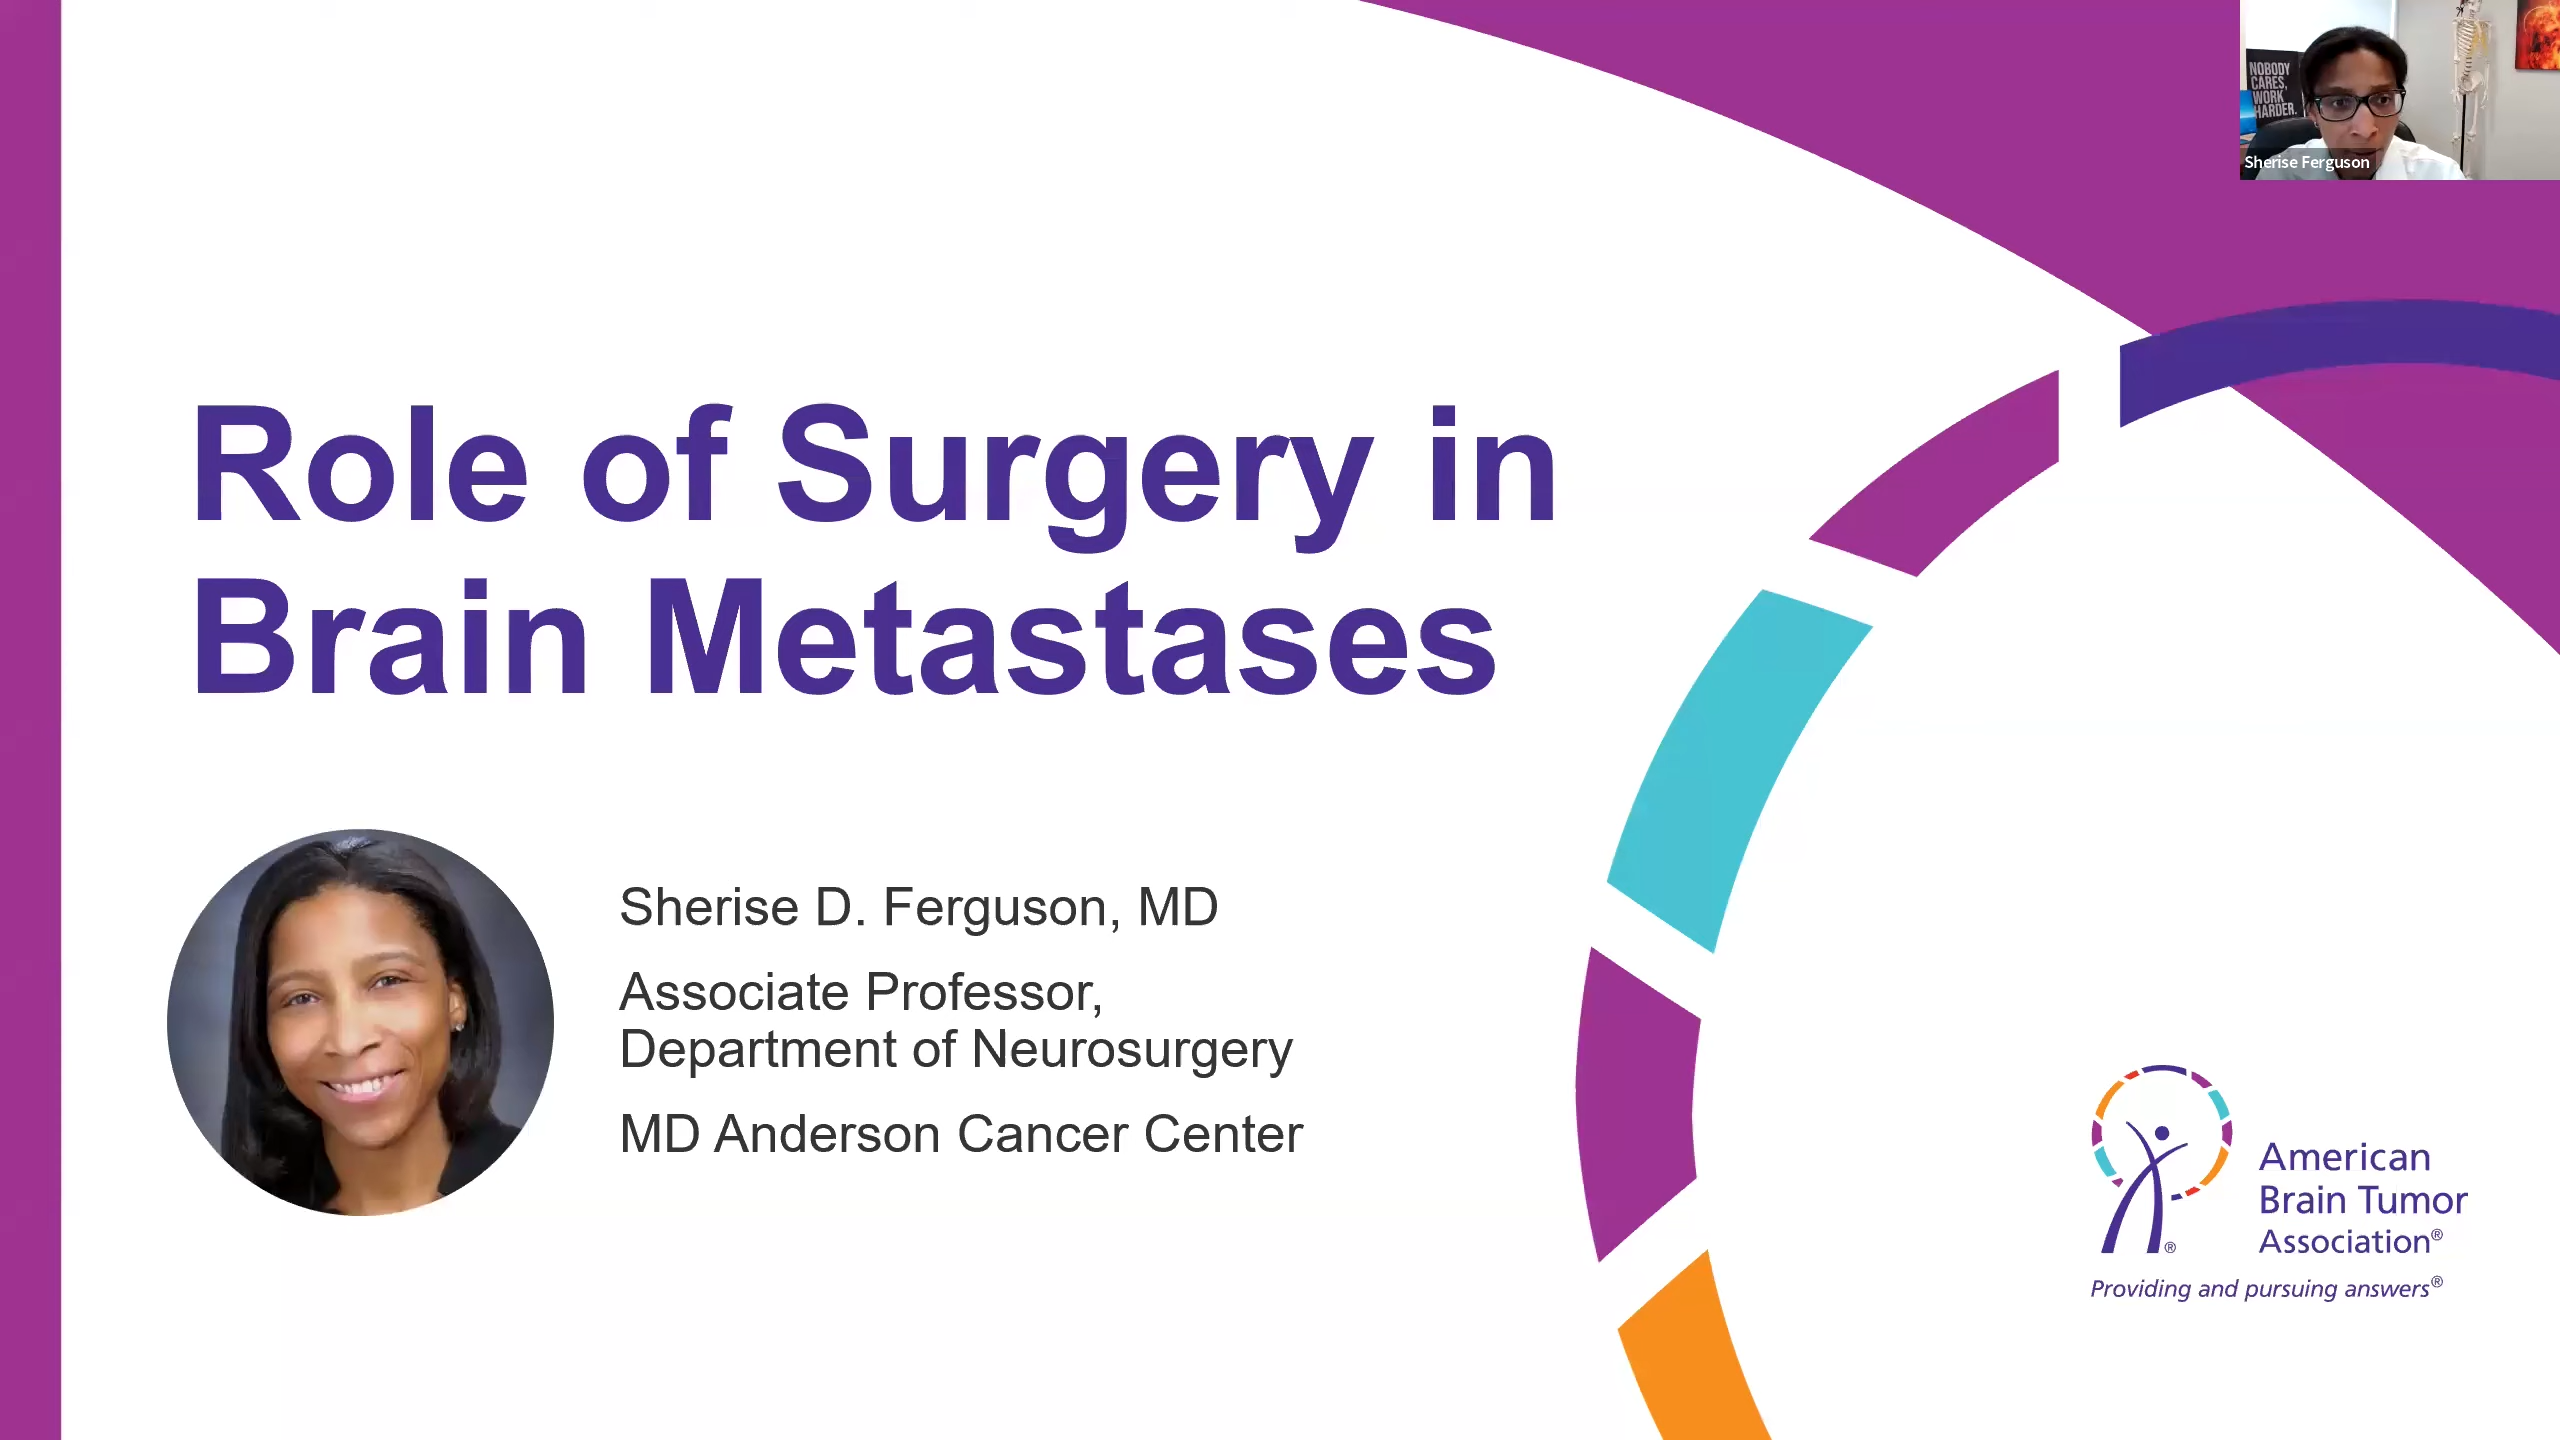 NOBODY
CARES,
WORK
HARDER.
Sherise Ferguson
Role of Surgery in
Brain Metastases
Sherise D. Ferguson, MD
Associate Professor,
Department of Neurosurgery
MD Anderson Cancer Center
American
Brain Tumor
Association®
®
Providing and pursuing answers®